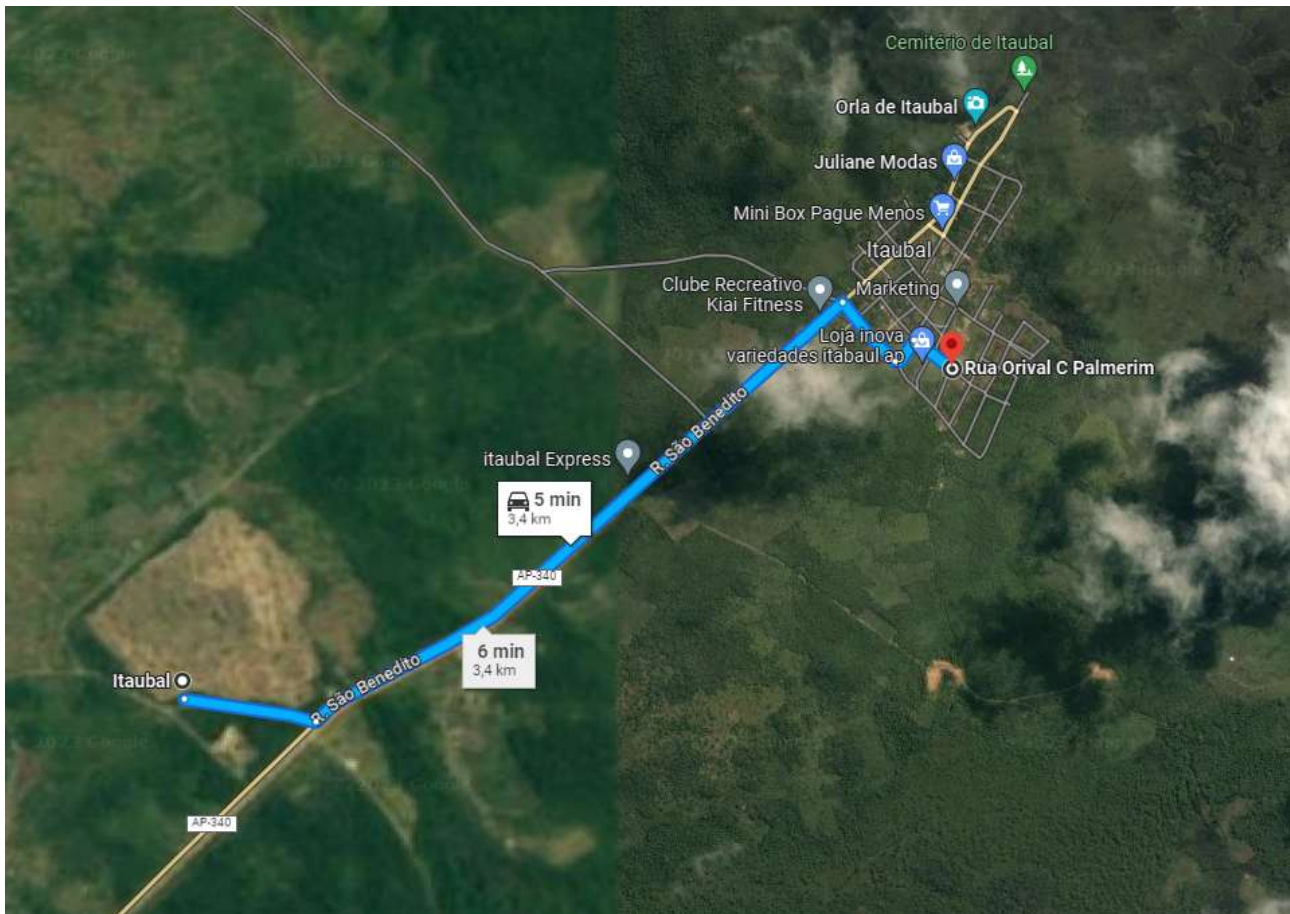 Cemitério de Itaubal
Orla de Itaubal
Juliane Modas
Mini Box Pague Menos
Itaubal
Clube Recreativo
Kiai Fitness
Marketing
Loja inova
variedades itabaul ap
Rua Orival C Palmerim
R. São Benedito
itaubal Express
5 min
3,4 km
AP-340
6 min
3,4 km
Itaubal
R. São Benedito
AP-340